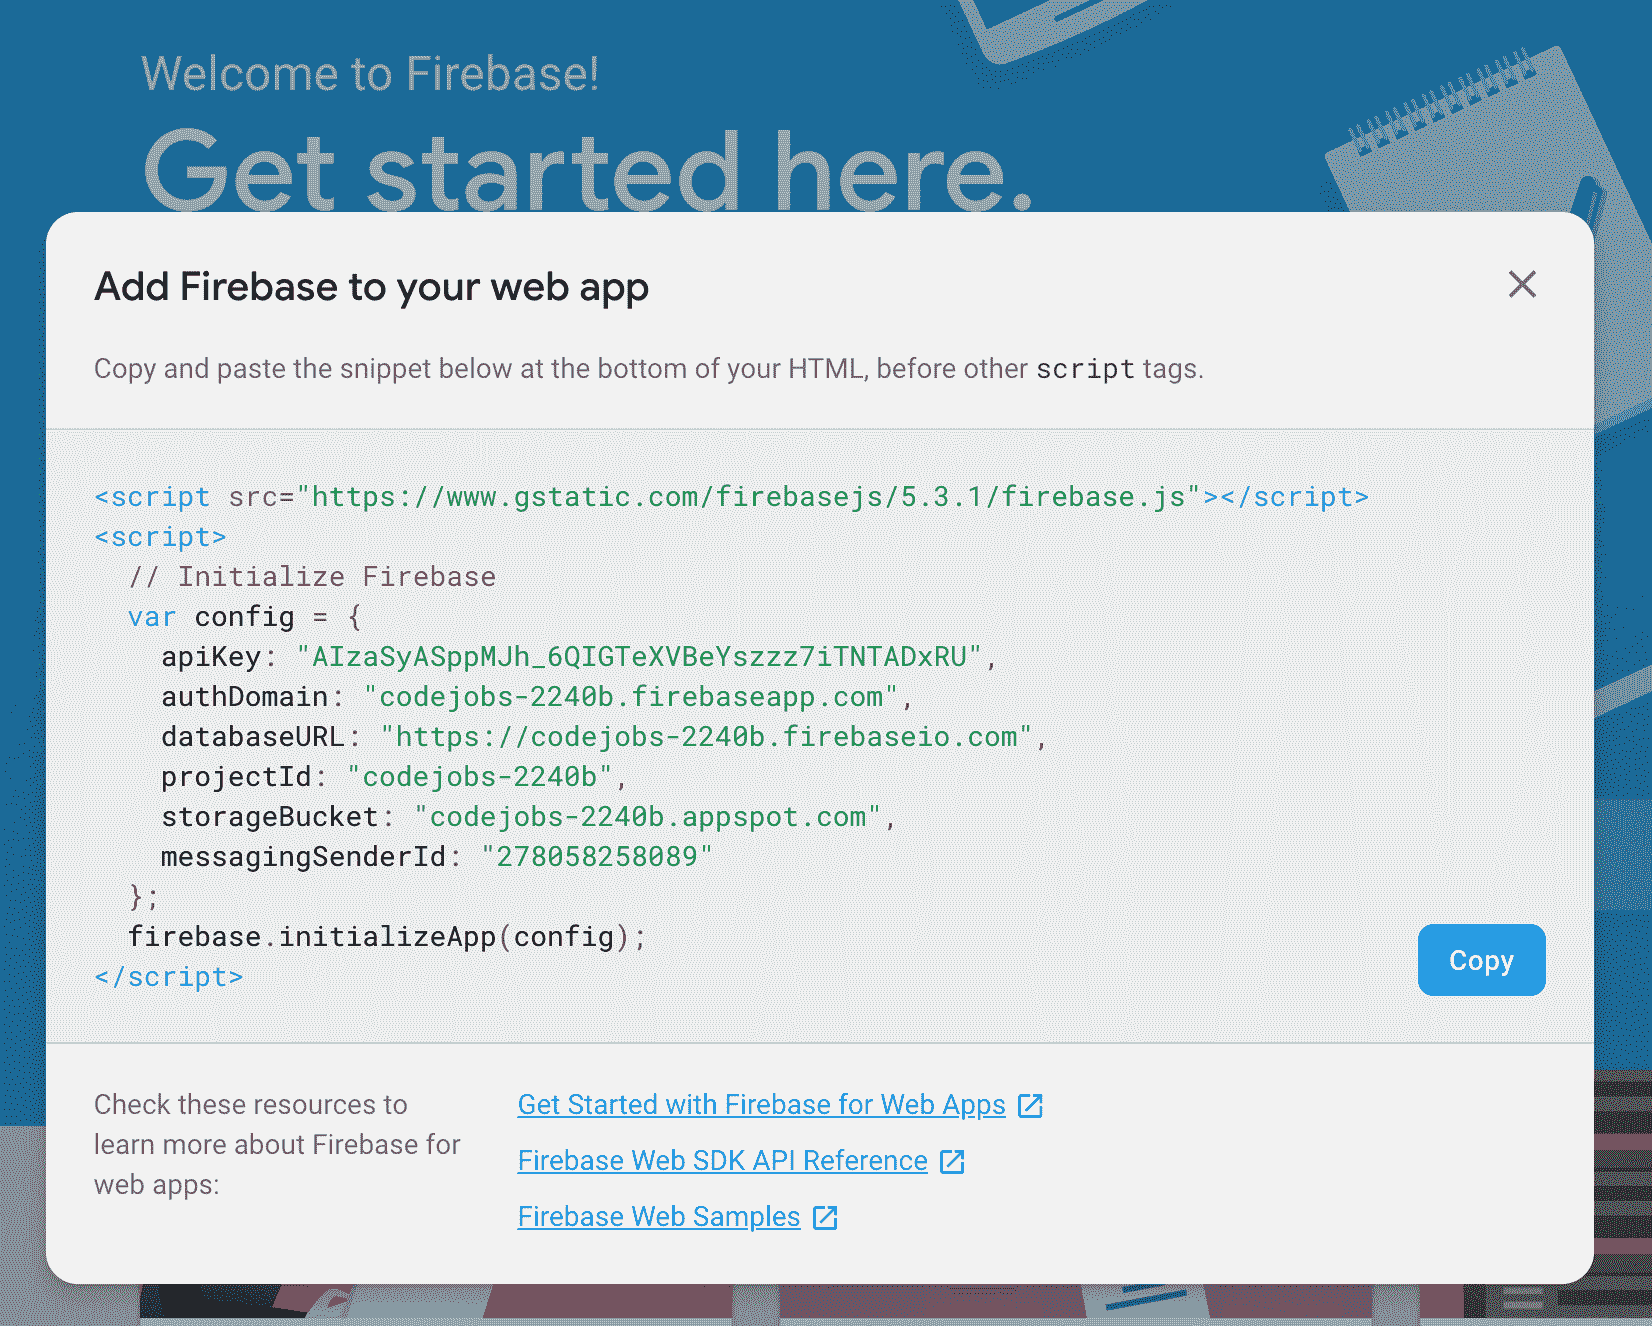 Welcome to Firebase!
Get started here.
Add Firebase to your web app
Copy and paste the snippet below at the bottom of your HTML, before other script tags.
<script src="https://www.gstatic.com/firebasejs/5.3.1/firebase.js"></script>
<script>
  // Initialize Firebase
  var config = {
    apiKey: "AIzaSyASppMJh_6QIGTeXVBeYszzz7iTNTADxRU",
    authDomain: "codejobs-2240b.firebaseapp.com",
    databaseURL: "https://codejobs-2240b.firebaseio.com",
    projectId: "codejobs-2240b",
    storageBucket: "codejobs-2240b.appspot.com",
    messagingSenderId: "278058258089"
  };
  firebase.initializeApp(config);
</script>
Copy
Check these resources to
learn more about Firebase for
web apps:
Get Started with Firebase for Web Apps
Firebase Web SDK API Reference
Firebase Web Samples